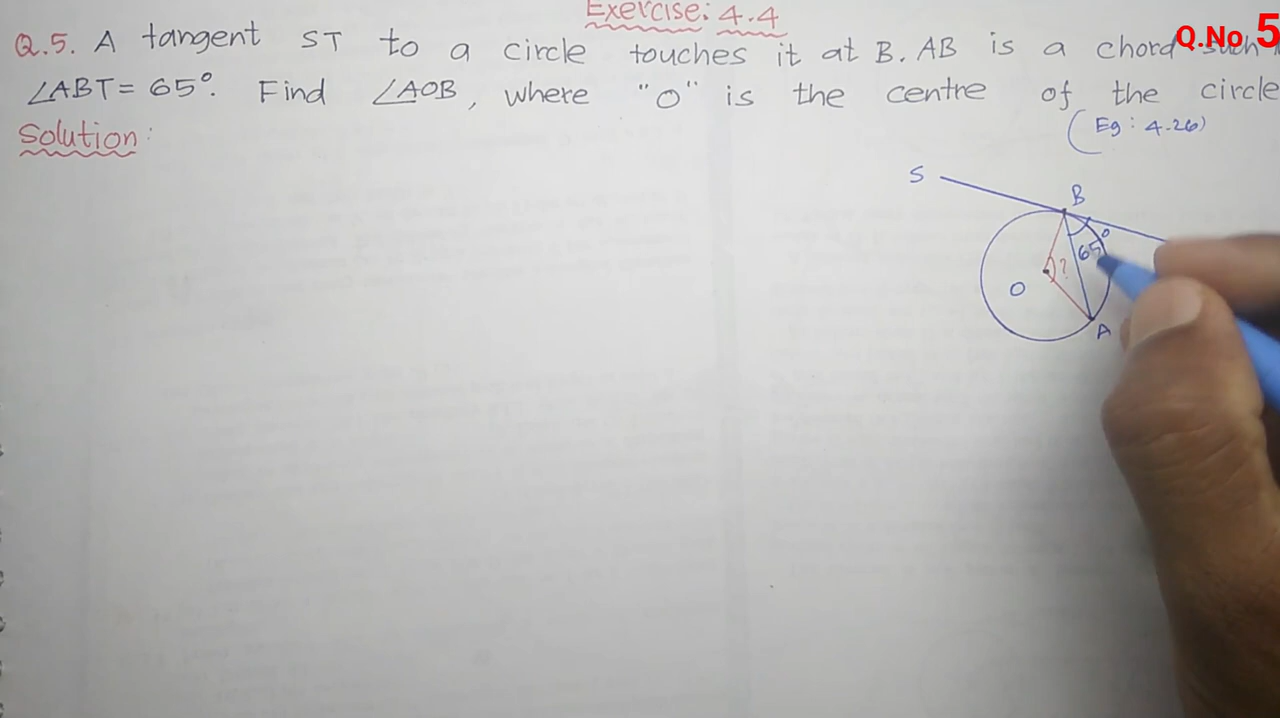 Exercise: 4.4
Q.No 5
Q.5. A tangent ST to a circle touches it at B. AB is a chord such
∠ABT = 65°. Find ∠AOB, where "O" is the centre of the circle
(Eg: 4.26)
Solution:
S
B
65°
?
O
A